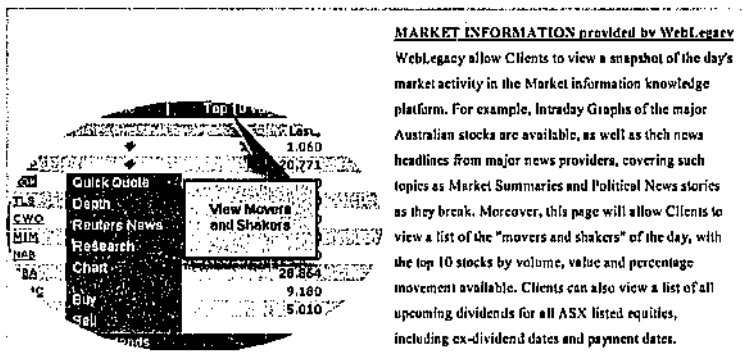 Top 10
Last
1.060
20.771
Quick Quote
Depth
Reuters News
Research
Chart
Buy
Sell
TLS
CWO
MIM
NAB
View Movers
and Shakers
28.864
9.180
5.010
MARKET INFORMATION provided by WebLegacy
WebLegacy allow Clients to view a snapshot of the day's
market activity in the Market information knowledge
platform. For example, Intraday Graphs of the major
Australian stocks are available, as well as their news
headlines from major news providers, covering such
topics as Market Summaries and Political News stories
as they break. Moreover, this page will allow Clients to
view a list of the "movers and shakers" of the day, with
the top 10 stocks by volume, value and percentage
movement available. Clients can also view a list of all
upcoming dividends for all ASX listed equities,
including ex-dividend dates and payment dates.